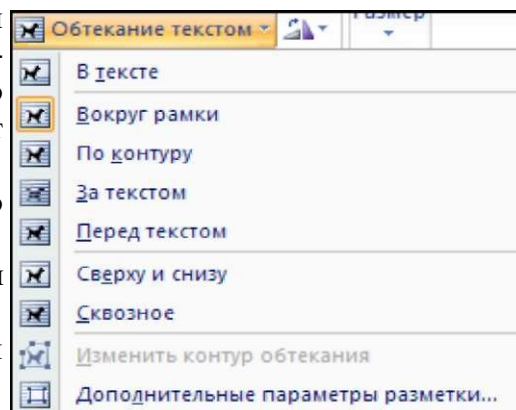 Обтекание текстом
Размер
В тексте
Вокруг рамки
По контуру
За текстом
Перед текстом
Сверху и снизу
Сквозное
Изменить контур обтекания
Дополнительные параметры разметки...